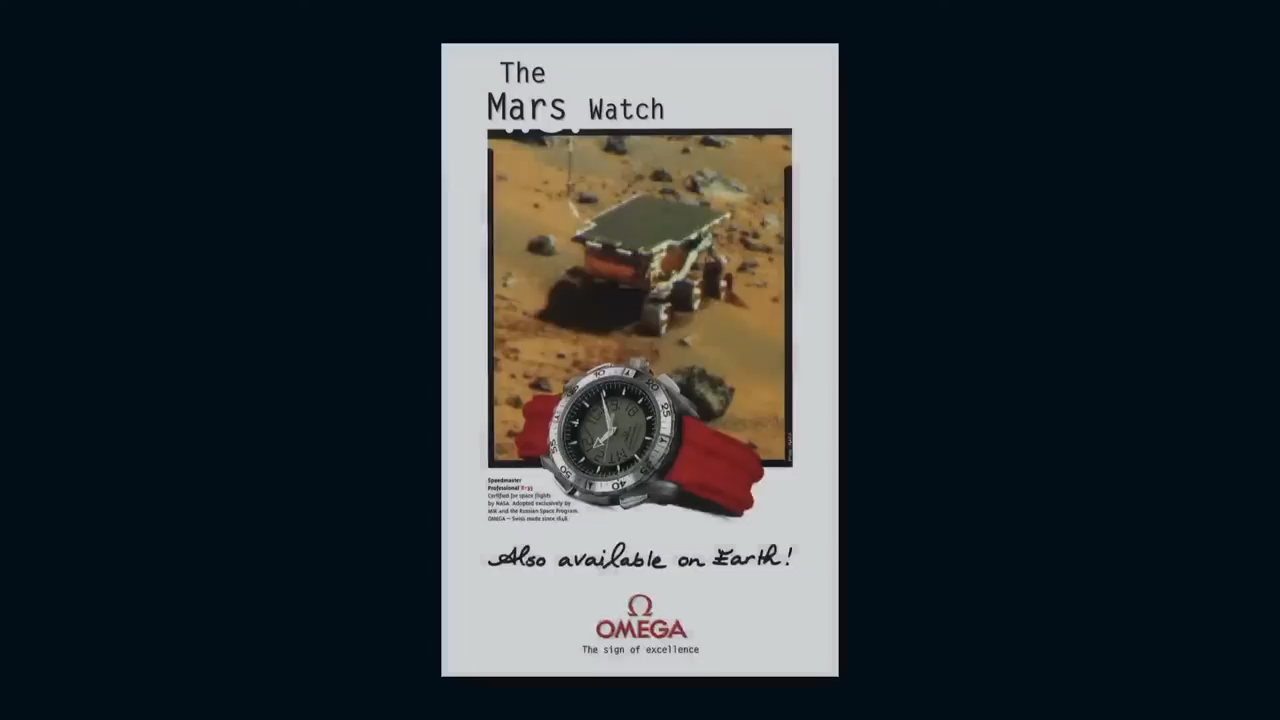 The
Mars Watch
Speedmaster
Professional X-33
Certified for space flights
by NASA. Adopted exclusively by
MIR and the Russian Space Program.
OMEGA – Swiss made since 1848.
Also available on Earth!
Ω
OMEGA
The sign of excellence